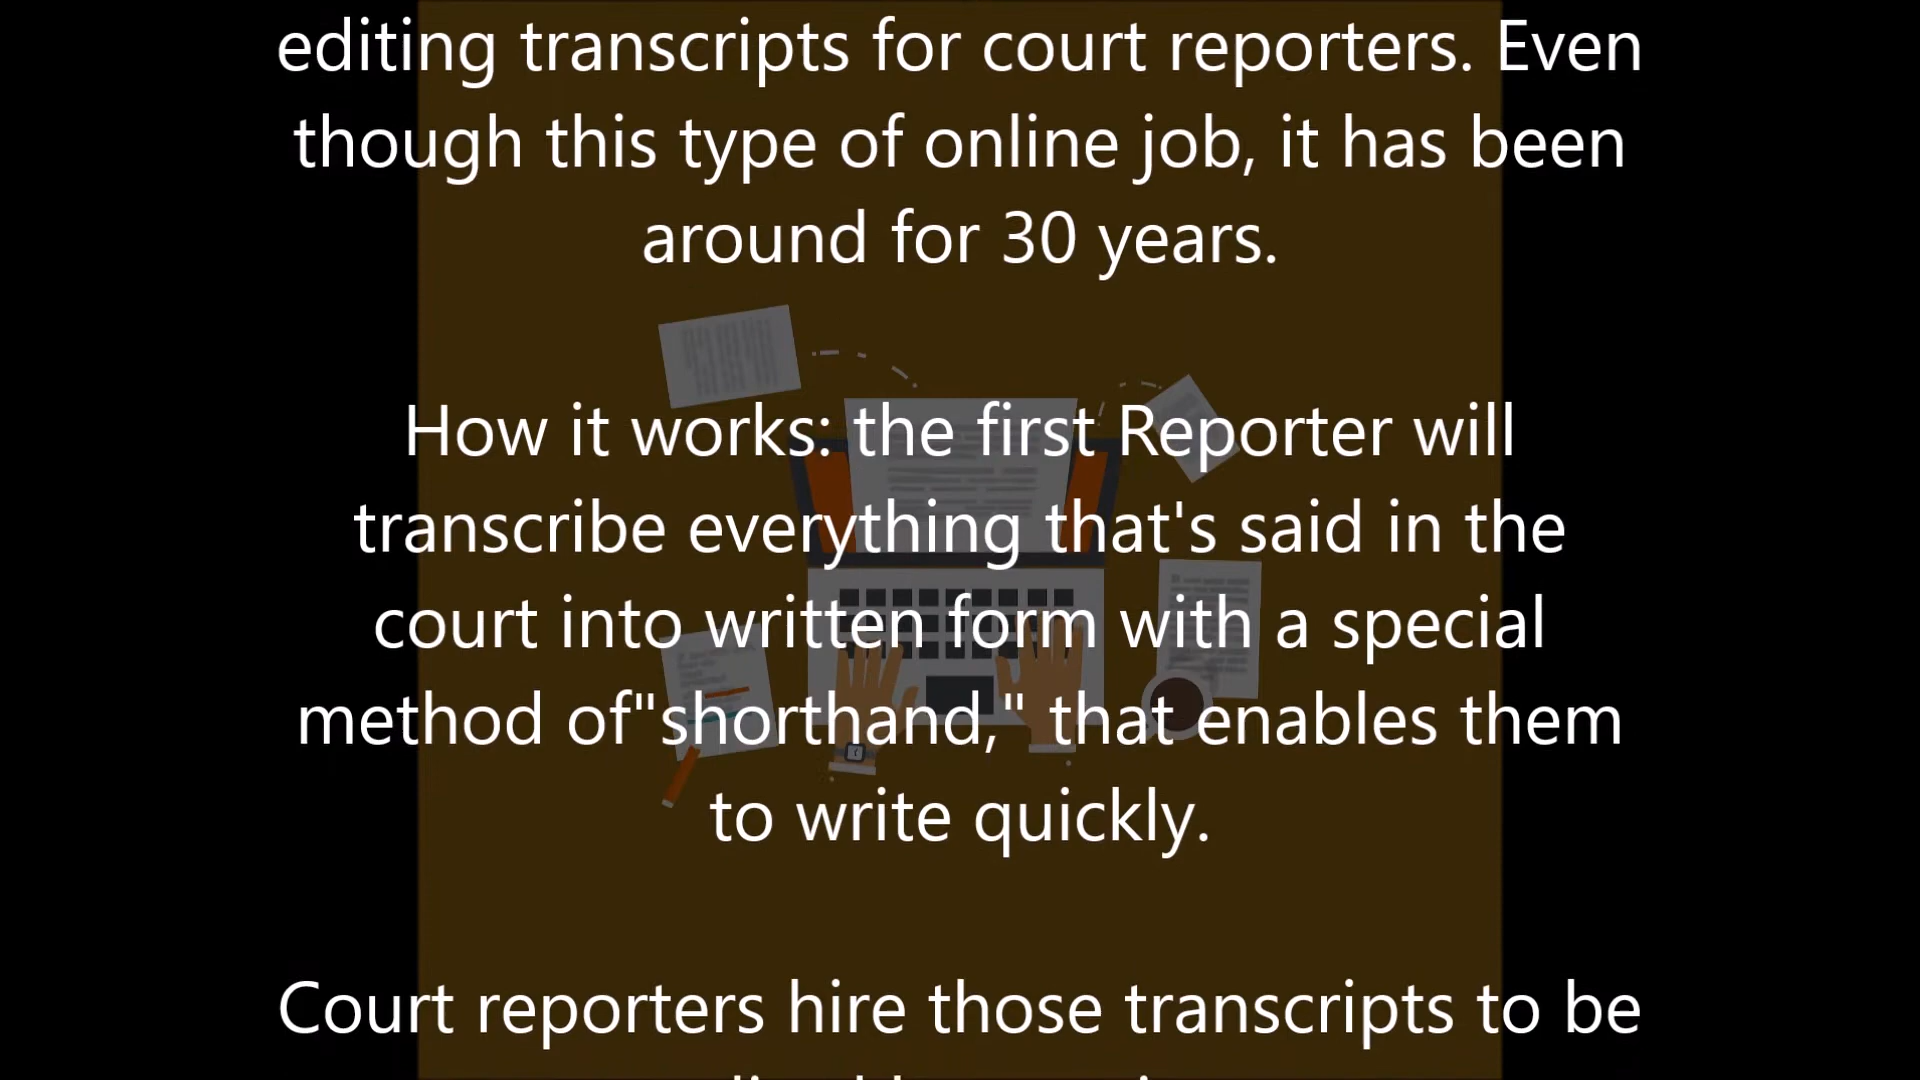 editing transcripts for court reporters. Even
though this type of online job, it has been
around for 30 years.
How it works: the first Reporter will
transcribe everything that's said in the
court into written form with a special
method of"shorthand," that enables them
to write quickly.
Court reporters hire those transcripts to be